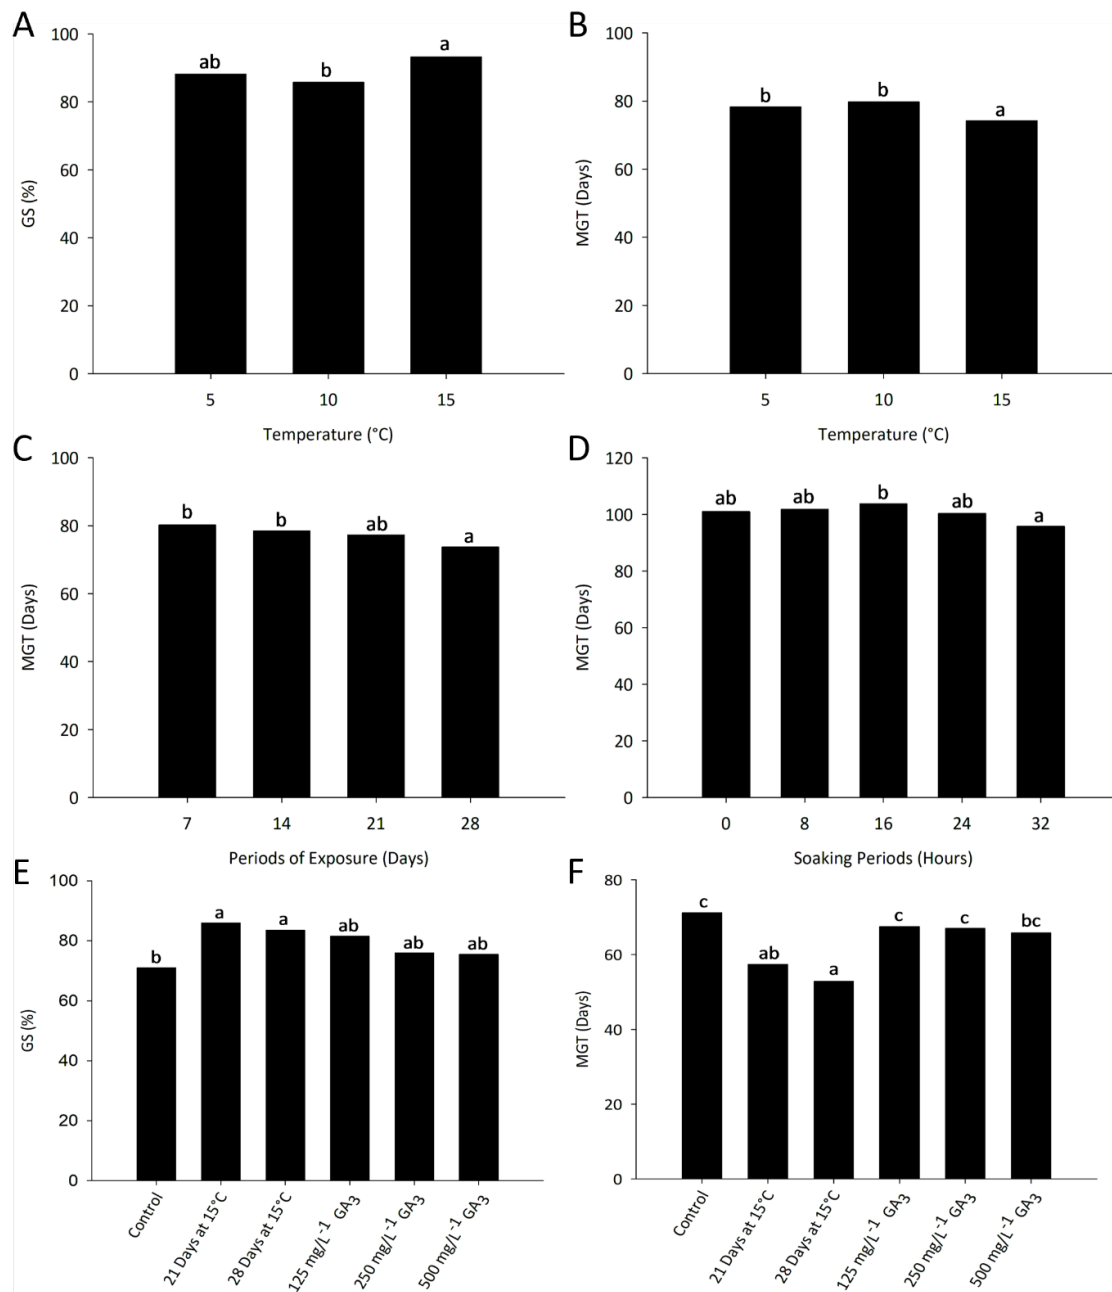 A
GS (%)
100
80
60
40
20
0
ab
b
a
5
10
15
Temperature (°C)
B
MGT (Days)
100
80
60
40
20
0
b
b
a
5
10
15
Temperature (°C)
C
MGT (Days)
100
80
60
40
20
0
b
b
ab
a
7
14
21
28
Periods of Exposure (Days)
D
MGT (Days)
120
100
80
60
40
20
0
ab
ab
b
ab
a
0
8
16
24
32
Soaking Periods (Hours)
E
GS (%)
100
80
60
40
20
0
b
a
a
ab
ab
ab
Control
21 Days at 15°C
28 Days at 15°C
125 mg/L⁻¹ GA₃
250 mg/L⁻¹ GA₃
500 mg/L⁻¹ GA₃
F
MGT (Days)
80
60
40
20
0
c
ab
a
c
c
bc
Control
21 Days at 15°C
28 Days at 15°C
125 mg/L⁻¹ GA₃
250 mg/L⁻¹ GA₃
500 mg/L⁻¹ GA₃